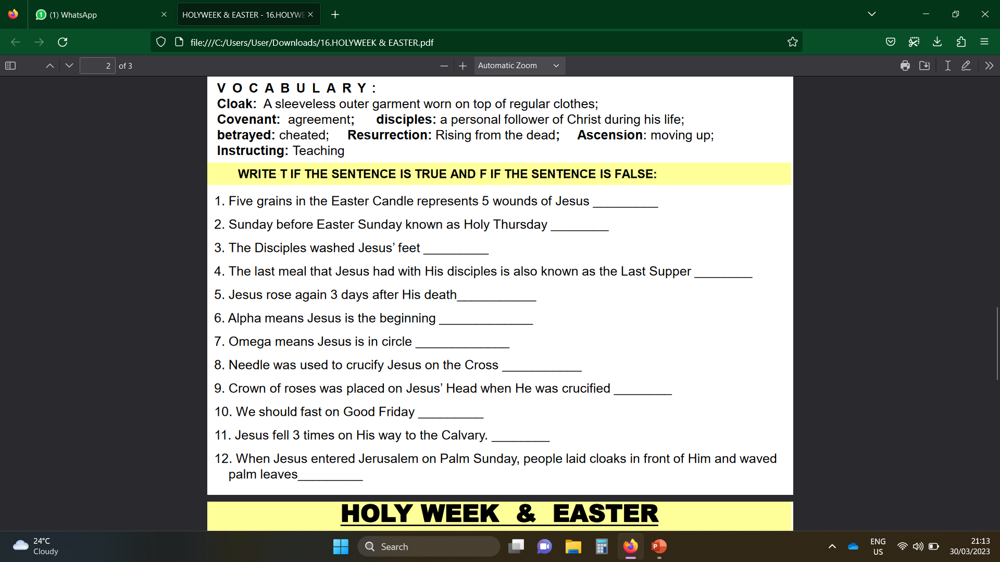 (1) WhatsApp
HOLYWEEK & EASTER - 16.HOLYWE
file:///C:/Users/User/Downloads/16.HOLYWEEK & EASTER.pdf
2 of 3
Automatic Zoom
V O C A B U L A R Y :
Cloak: A sleeveless outer garment worn on top of regular clothes;
Covenant: agreement; disciples: a personal follower of Christ during his life;
betrayed: cheated; Resurrection: Rising from the dead; Ascension: moving up;
Instructing: Teaching
WRITE T IF THE SENTENCE IS TRUE AND F IF THE SENTENCE IS FALSE:
1. Five grains in the Easter Candle represents 5 wounds of Jesus _________
2. Sunday before Easter Sunday known as Holy Thursday ________
3. The Disciples washed Jesus’ feet _________
4. The last meal that Jesus had with His disciples is also known as the Last Supper ________
5. Jesus rose again 3 days after His death___________
6. Alpha means Jesus is the beginning _____________
7. Omega means Jesus is in circle _____________
8. Needle was used to crucify Jesus on the Cross ___________
9. Crown of roses was placed on Jesus’ Head when He was crucified ________
10. We should fast on Good Friday _________
11. Jesus fell 3 times on His way to the Calvary. ________
12. When Jesus entered Jerusalem on Palm Sunday, people laid cloaks in front of Him and waved
palm leaves_________
HOLY WEEK & EASTER
24°C
Cloudy
Search
ENG
US
21:13
30/03/2023